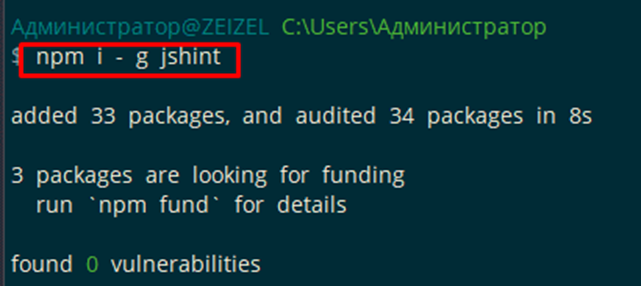 Администратор@ZEIZEL C:\Users\Администратор
$ npm i - g jshint
added 33 packages, and audited 34 packages in 8s
3 packages are looking for funding
run `npm fund` for details
found 0 vulnerabilities